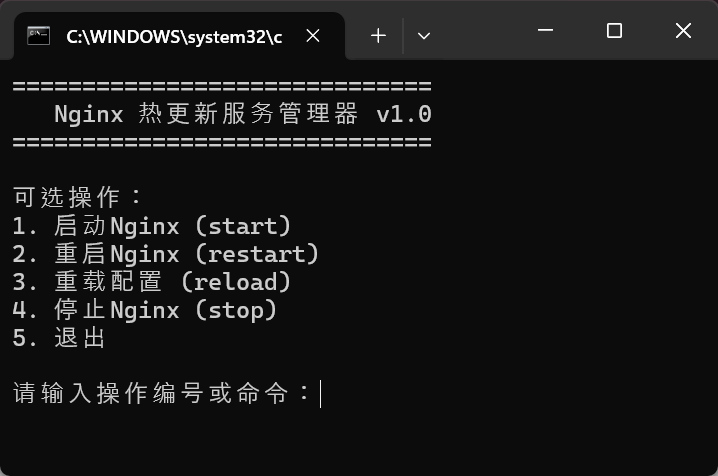 C:\WINDOWS\system32\c
==============================
Nginx 热更新服务管理器 v1.0
==============================
可选操作：
1. 启动Nginx (start)
2. 重启Nginx (restart)
3. 重载配置 (reload)
4. 停止Nginx (stop)
5. 退出
请输入操作编号或命令：